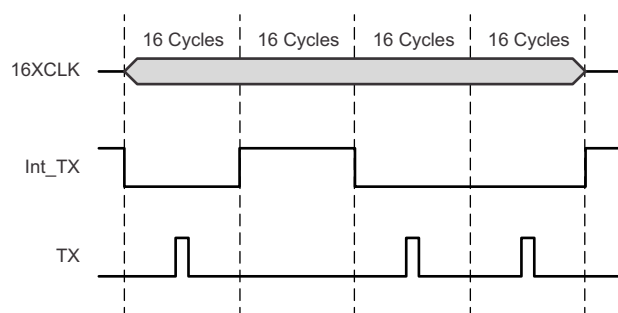 16 Cycles 16 Cycles 16 Cycles 16 Cycles
16XCLK
Int_TX
TX